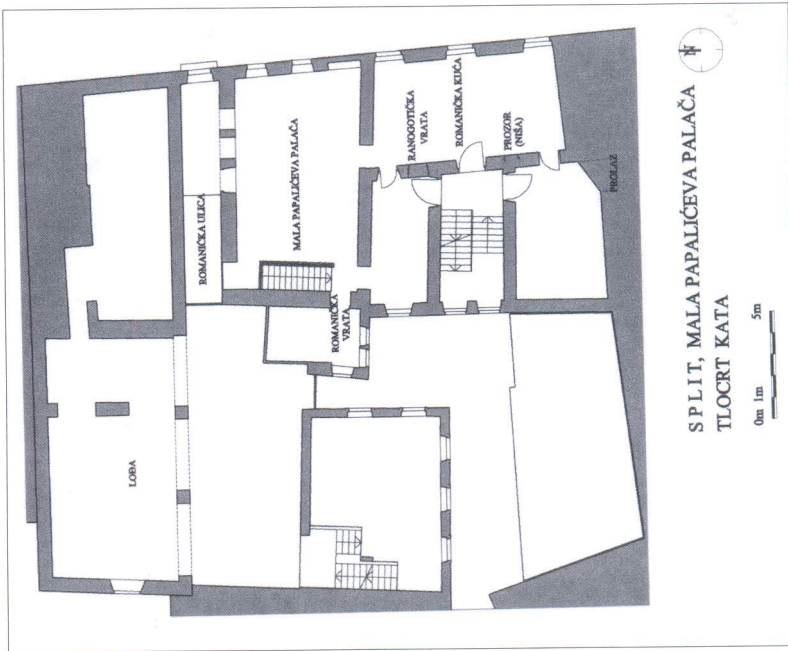 LOĐA
ROMANIČKA ULICA
MALA PAPALIĆEVA PALAČA
ROMANIČKA
VRATA
RANOGOTIČKA
VRATA
ROMANIČKA KUĆA
PROZOR
(NIŠA)
PROLAZ
N
SPLIT, MALA PAPALIĆEVA PALAČA
TLOCRT KATA
0m 1m 5m